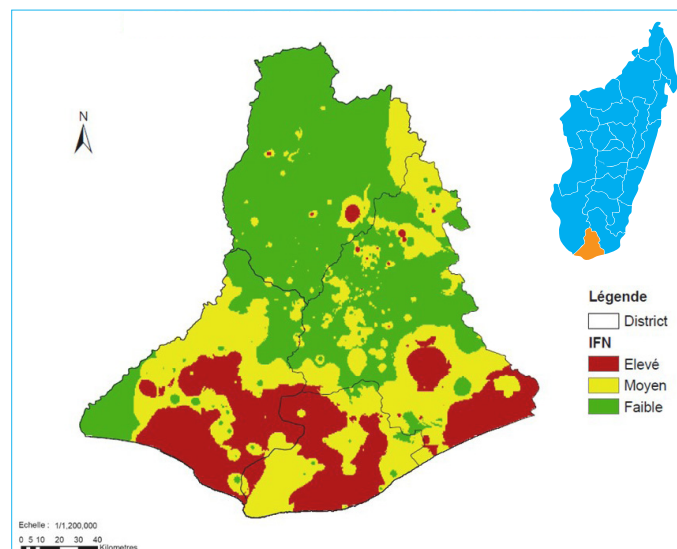 N
Légende
District
IFN
Elevé
Moyen
Faible
Echelle : 1/1,200,000
0 5 10 20 30 40
Kilometres